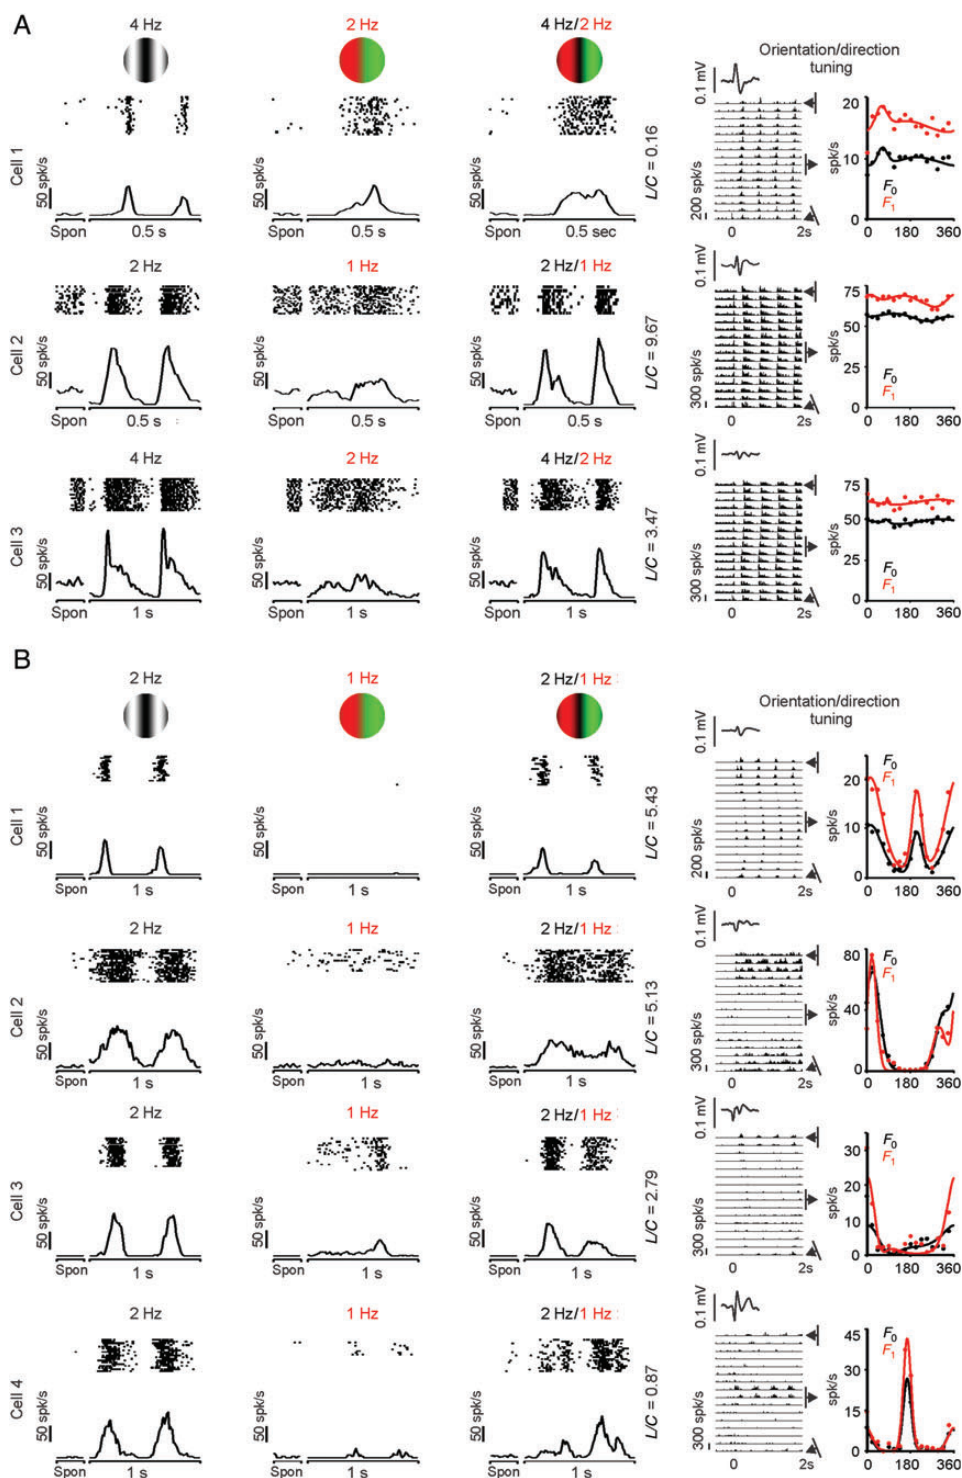 A
4 Hz
2 Hz
4 Hz/2 Hz
Orientation/direction
tuning
Cell 1
50 spk/s
Spon
0.5 s
50 spk/s
Spon
0.5 s
50 spk/s
Spon
0.5 sec
L/C = 0.16
0.1 mV
200 spk/s
0
2s
spk/s
20
10
0
F0
F1
0 180 360
2 Hz
1 Hz
2 Hz/1 Hz
Cell 2
50 spk/s
Spon
0.5 s
50 spk/s
Spon
0.5 s
50 spk/s
Spon
0.5 s
L/C = 9.67
0.1 mV
300 spk/s
0
2s
spk/s
75
50
25
0
F0
F1
0 180 360
4 Hz
2 Hz
4 Hz/2 Hz
Cell 3
50 spk/s
Spon
1 s
50 spk/s
Spon
1 s
50 spk/s
Spon
1 s
L/C = 3.47
0.1 mV
300 spk/s
0
2s
spk/s
75
50
25
0
F0
F1
0 180 360
B
2 Hz
1 Hz
2 Hz/1 Hz
Orientation/direction
tuning
Cell 1
50 spk/s
Spon
1 s
50 spk/s
Spon
1 s
50 spk/s
Spon
1 s
L/C = 5.43
0.1 mV
200 spk/s
0
2s
spk/s
20
10
0
F0
F1
0 180 360
2 Hz
1 Hz
2 Hz/1 Hz
Cell 2
50 spk/s
Spon
1 s
50 spk/s
Spon
1 s
50 spk/s
Spon
1 s
L/C = 5.13
0.1 mV
300 spk/s
0
2s
spk/s
80
40
0
F0
F1
0 180 360
2 Hz
1 Hz
2 Hz/1 Hz
Cell 3
50 spk/s
Spon
1 s
50 spk/s
Spon
1 s
50 spk/s
Spon
1 s
L/C = 2.79
0.1 mV
300 spk/s
0
2s
spk/s
30
20
10
0
F0
F1
0 180 360
2 Hz
1 Hz
2 Hz/1 Hz
Cell 4
50 spk/s
Spon
1 s
50 spk/s
Spon
1 s
50 spk/s
Spon
1 s
L/C = 0.87
0.1 mV
300 spk/s
0
2s
spk/s
45
30
15
0
F0
F1
0 180 360